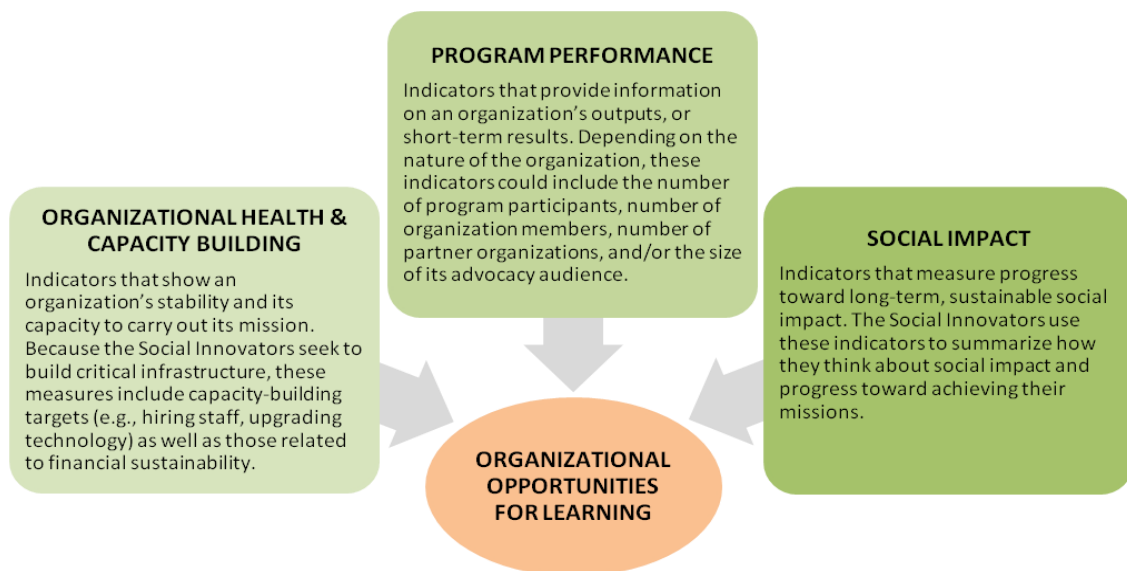 PROGRAM PERFORMANCE
Indicators that provide information
on an organization's outputs, or
short-term results. Depending on the
nature of the organization, these
indicators could include the number
of program participants, number of
organization members, number of
partner organizations, and/or the size
of its advocacy audience.
ORGANIZATIONAL HEALTH &
CAPACITY BUILDING
Indicators that show an
organization's stability and its
capacity to carry out its mission.
Because the Social Innovators seek to
build critical infrastructure, these
measures include capacity-building
targets (e.g., hiring staff, upgrading
technology) as well as those related
to financial sustainability.
SOCIAL IMPACT
Indicators that measure progress
toward long-term, sustainable social
impact. The Social Innovators use
these indicators to summarize how
they think about social impact and
progress toward achieving their
missions.
ORGANIZATIONAL
OPPORTUNITIES
FOR LEARNING